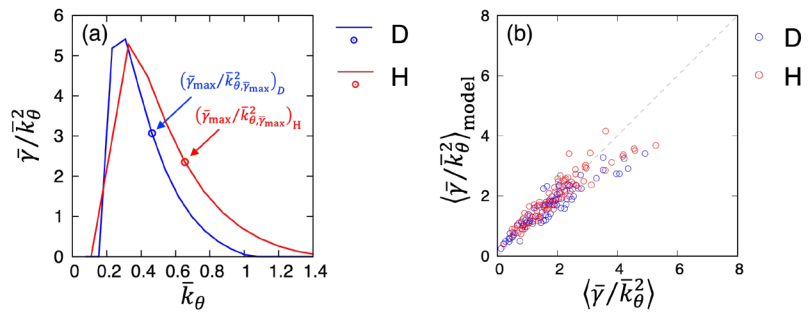 (a)
D
H
(γ̄max/k̄²θ,γ̄max)D
(γ̄max/k̄²θ,γ̄max)H
γ̄/k̄²θ
6
5
4
3
2
1
0
0 0.2 0.4 0.6 0.8 1.0 1.2 1.4
k̄θ
(b)
D
H
⟨γ̄/k̄²θ⟩model
8
6
4
2
0
0 2 4 6 8
⟨γ̄/k̄²θ⟩